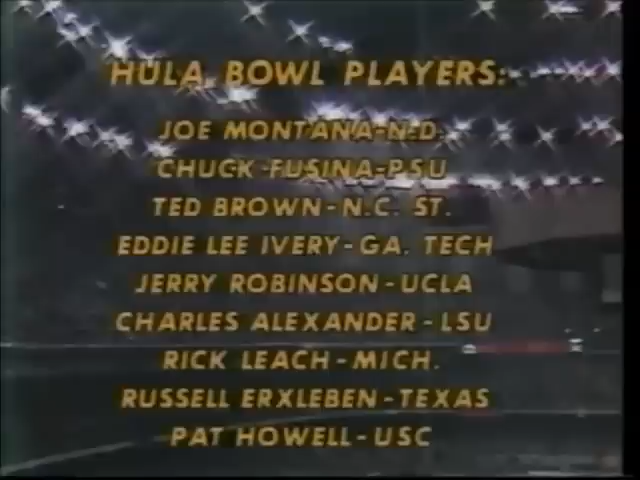 HULA BOWL PLAYERS:
JOE MONTANA-N.D.
CHUCK FUSINA-PSU
TED BROWN-N.C. ST.
EDDIE LEE IVERY-GA. TECH
JERRY ROBINSON-UCLA
CHARLES ALEXANDER-LSU
RICK LEACH-MICH.
RUSSELL ERXLEBEN-TEXAS
PAT HOWELL-USC